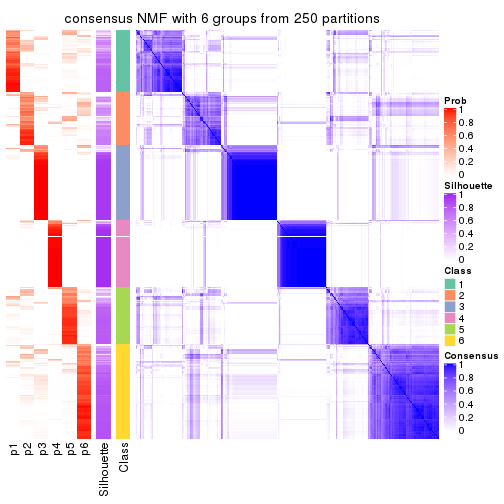 consensus NMF with 6 groups from 250 partitions
Prob
1
0.8
0.6
0.4
0.2
0
Silhouette
1
0.8
0.6
0.4
0.2
0
Class
1
2
3
4
5
6
Consensus
1
0.8
0.6
0.4
0.2
0
p1
p2
p3
p4
p5
p6
Silhouette
Class